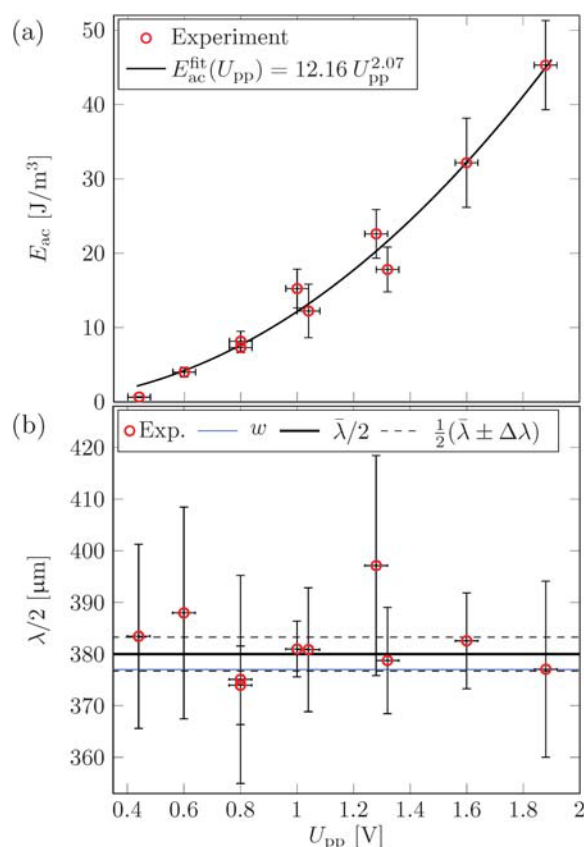 (a)
50
40
30
20
10
0
E_ac [J/m³]
Experiment
E_ac^fit(U_pp) = 12.16 U_pp^2.07
(b)
Exp. w λ̄/2 ½(λ̄ ± Δλ)
420
410
400
390
380
370
360
λ/2 [μm]
0.4 0.6 0.8 1 1.2 1.4 1.6 1.8 2
U_pp [V]